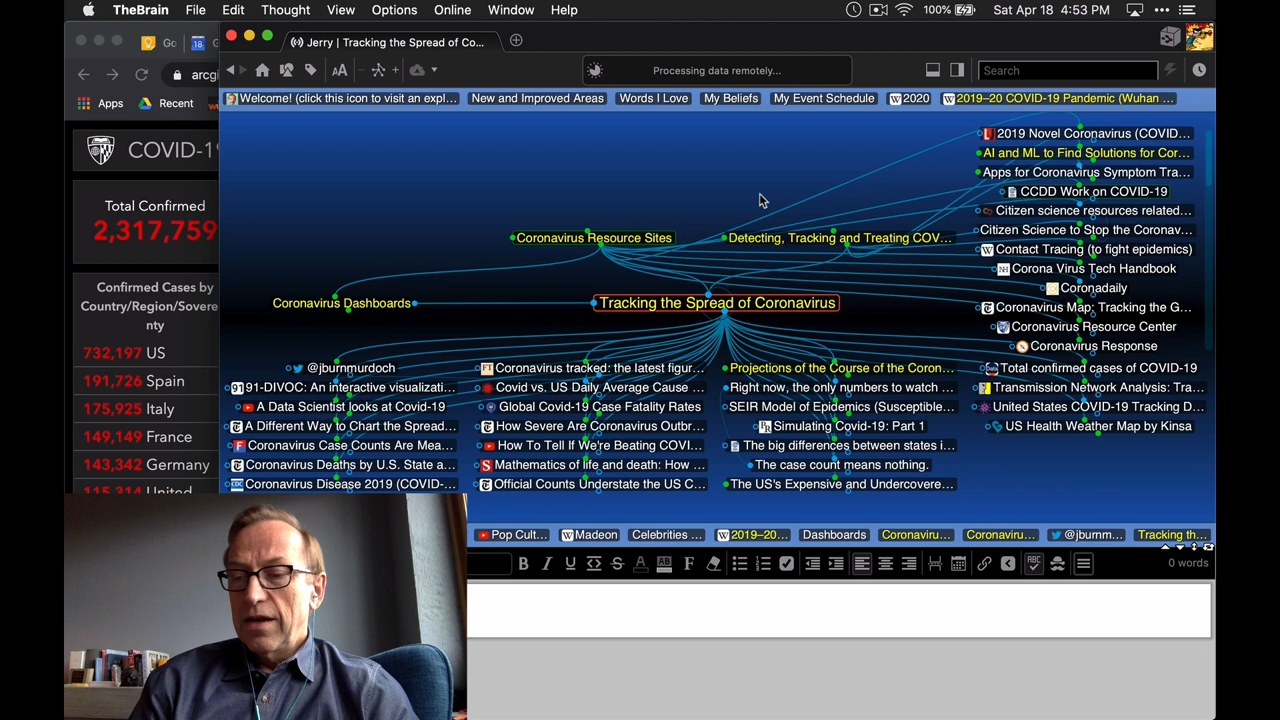 TheBrain File Edit Thought View Options Online Window Help 100% Sat Apr 18 4:53 PM
Jerry | Tracking the Spread of Co...
Processing data remotely...
Search
Go
18
arcg
Apps Recent
Welcome! (click this icon to visit an expl... New and Improved Areas Words I Love My Beliefs My Event Schedule 2020 2019–20 COVID-19 Pandemic (Wuhan ...
COVID-19
Total Confirmed
2,317,759
Confirmed Cases by
Country/Region/Sovere
nty
732,197 US
191,726 Spain
175,925 Italy
149,149 France
143,342 Germany
115,314 United
2019 Novel Coronavirus (COVID...
AI and ML to Find Solutions for Cor...
Apps for Coronavirus Symptom Tra...
CCDD Work on COVID-19
Citizen science resources related...
Citizen Science to Stop the Coronav...
Contact Tracing (to fight epidemics)
Corona Virus Tech Handbook
Coronadaily
Coronavirus Map: Tracking the G...
Coronavirus Resource Center
Coronavirus Response
Coronavirus Resource Sites
Detecting, Tracking and Treating COV...
Coronavirus Dashboards
Tracking the Spread of Coronavirus
@jburnmurdoch
91-DIVOC: An interactive visualizati...
A Data Scientist looks at Covid-19
A Different Way to Chart the Spread...
Coronavirus Case Counts Are Mea...
Coronavirus Deaths by U.S. State a...
Coronavirus Disease 2019 (COVID-...
Coronavirus tracked: the latest figur...
Covid vs. US Daily Average Cause ...
Global Covid-19 Case Fatality Rates
How Severe Are Coronavirus Outbr...
How To Tell If We're Beating COVI...
Mathematics of life and death: How ...
Official Counts Understate the US C...
Projections of the Course of the Coron...
Right now, the only numbers to watch ...
SEIR Model of Epidemics (Susceptible...
Simulating Covid-19: Part 1
The big differences between states i...
The case count means nothing.
The US's Expensive and Undercovere...
Total confirmed cases of COVID-19
Transmission Network Analysis: Tra...
United States COVID-19 Tracking D...
US Health Weather Map by Kinsa
Pop Cult... Madeon Celebrities ... 2019–20... Dashboards Coronaviru... Coronaviru... @jburnm... Tracking th...
0 words